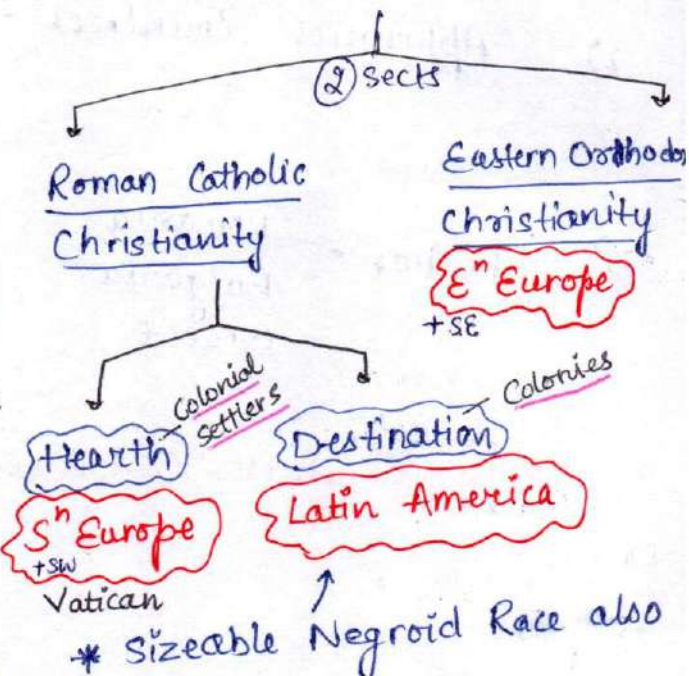 ② Sects
Roman Catholic
Christianity
Eastern Orthodox
Christianity
Eⁿ Europe
+ SE
Hearth
Colonial
Settlers
Sⁿ Europe
+SW
Vatican
Destination
Colonies
Latin America
* Sizeable Negroid Race also